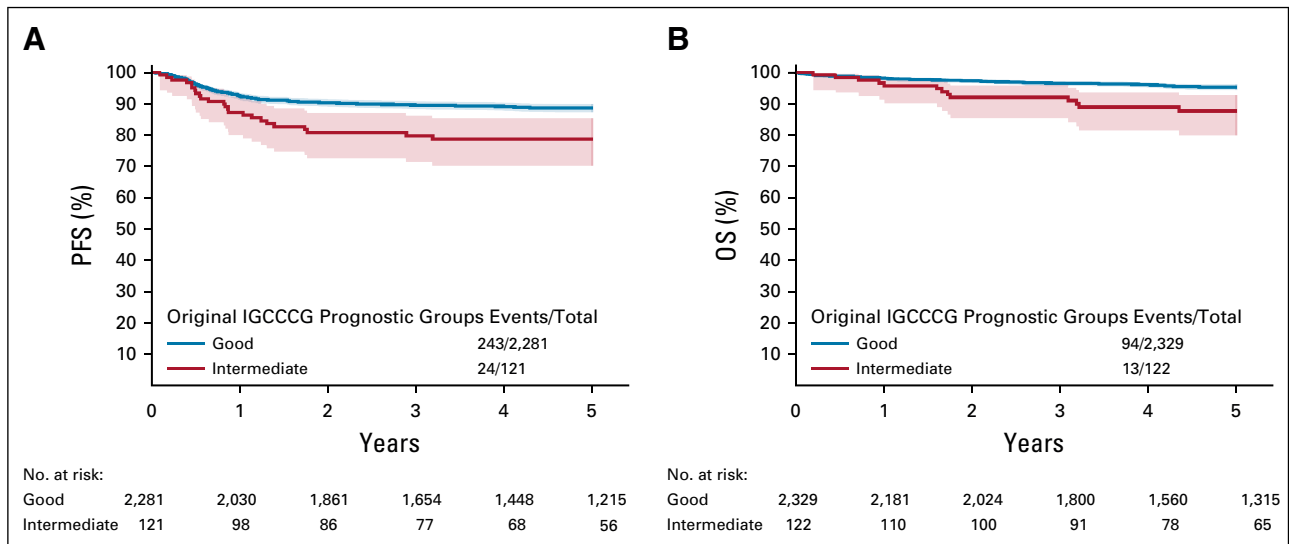 A
PFS (%)
100
90
80
70
60
50
40
30
20
10
Original IGCCCG Prognostic Groups Events/Total
Good 243/2,281
Intermediate 24/121
0 1 2 3 4 5
Years
No. at risk:
Good 2,281 2,030 1,861 1,654 1,448 1,215
Intermediate 121 98 86 77 68 56
B
OS (%)
100
90
80
70
60
50
40
30
20
10
Original IGCCCG Prognostic Groups Events/Total
Good 94/2,329
Intermediate 13/122
0 1 2 3 4 5
Years
No. at risk:
Good 2,329 2,181 2,024 1,800 1,560 1,315
Intermediate 122 110 100 91 78 65